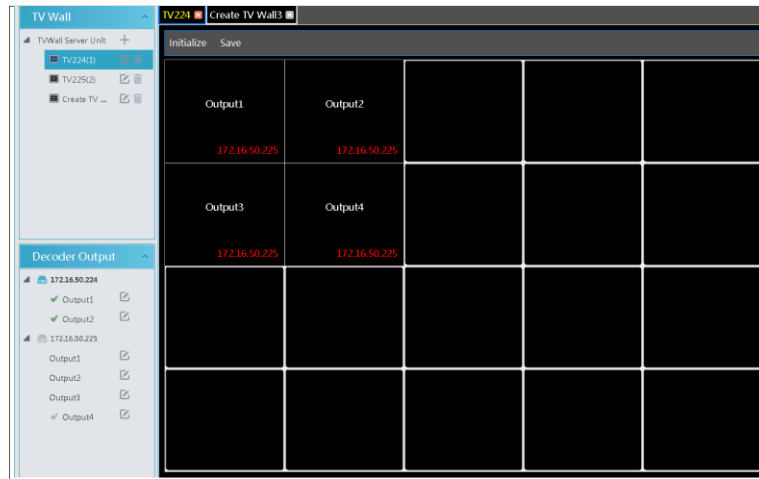 TV Wall
TVWall Server Unit
TV224(1)
TV225(2)
Create TV ...
Decoder Output
172.16.50.224
Output1
Output2
172.16.50.225
Output1
Output2
Output3
Output4
TV224 Create TV Wall3
Initialize Save
Output1 Output2
172.16.50.225 172.16.50.225
Output3 Output4
172.16.50.225 172.16.50.225